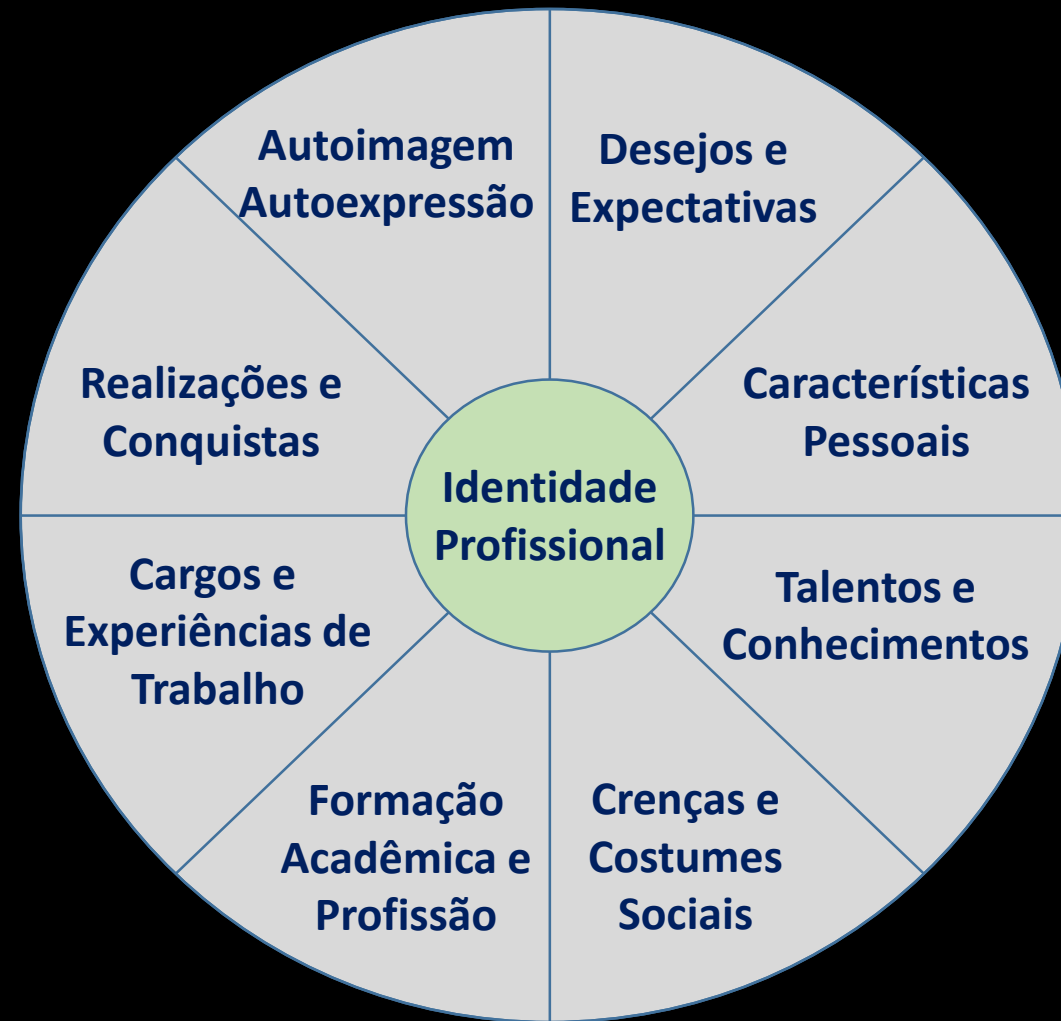 Autoimagem
Autoexpressão
Desejos e
Expectativas
Realizações e
Conquistas
Características
Pessoais
Identidade
Profissional
Cargos e
Experiências de
Trabalho
Talentos e
Conhecimentos
Formação
Acadêmica e
Profissão
Crenças e
Costumes
Sociais